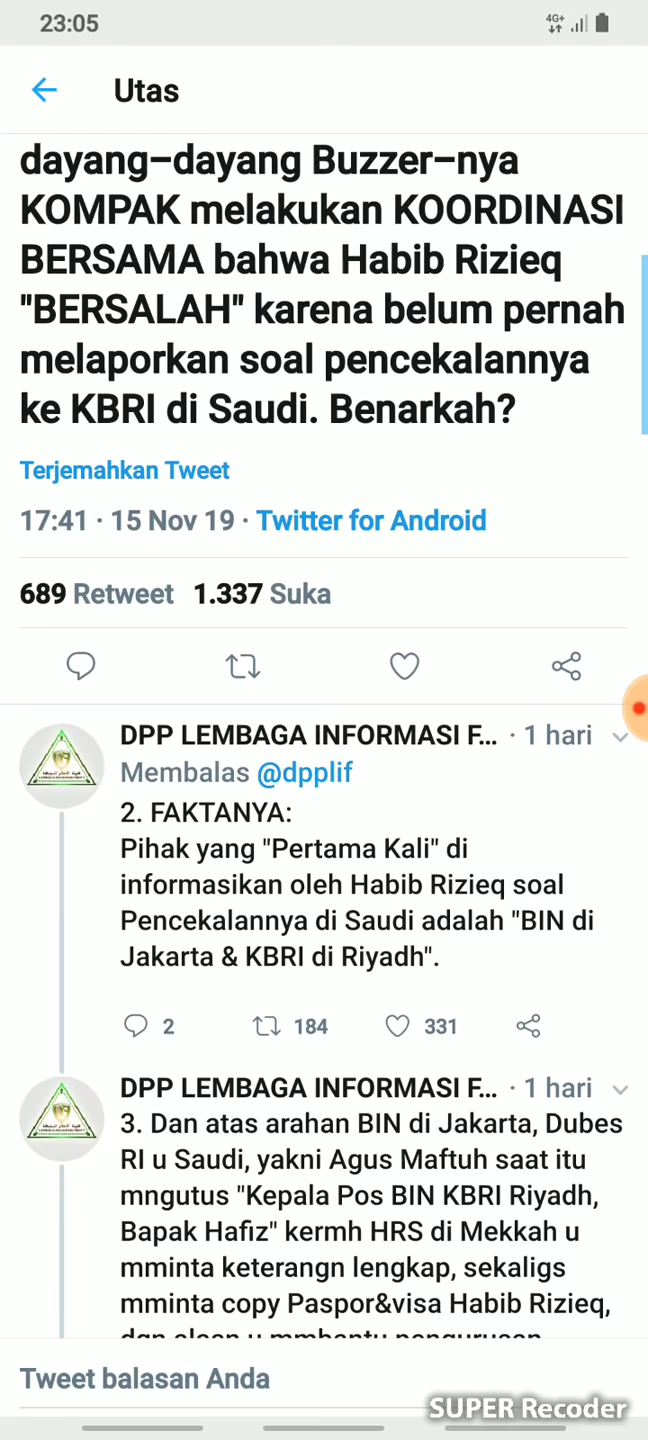 23:05
4G+
Utas
dayang-dayang Buzzer-nya
KOMPAK melakukan KOORDINASI
BERSAMA bahwa Habib Rizieq
"BERSALAH" karena belum pernah
melaporkan soal pencekalannya
ke KBRI di Saudi. Benarkah?
Terjemahkan Tweet
17:41 · 15 Nov 19 · Twitter for Android
689 Retweet 1.337 Suka
DPP LEMBAGA INFORMASI F... · 1 hari
Membalas @dpplif
2. FAKTANYA:
Pihak yang "Pertama Kali" di
informasikan oleh Habib Rizieq soal
Pencekalannya di Saudi adalah "BIN di
Jakarta & KBRI di Riyadh".
2 184 331
DPP LEMBAGA INFORMASI F... · 1 hari
3. Dan atas arahan BIN di Jakarta, Dubes
RI u Saudi, yakni Agus Maftuh saat itu
mngutus "Kepala Pos BIN KBRI Riyadh,
Bapak Hafiz" kermh HRS di Mekkah u
mminta keterangn lengkap, sekaligs
mminta copy Paspor&visa Habib Rizieq,
Tweet balasan Anda
SUPER Recoder